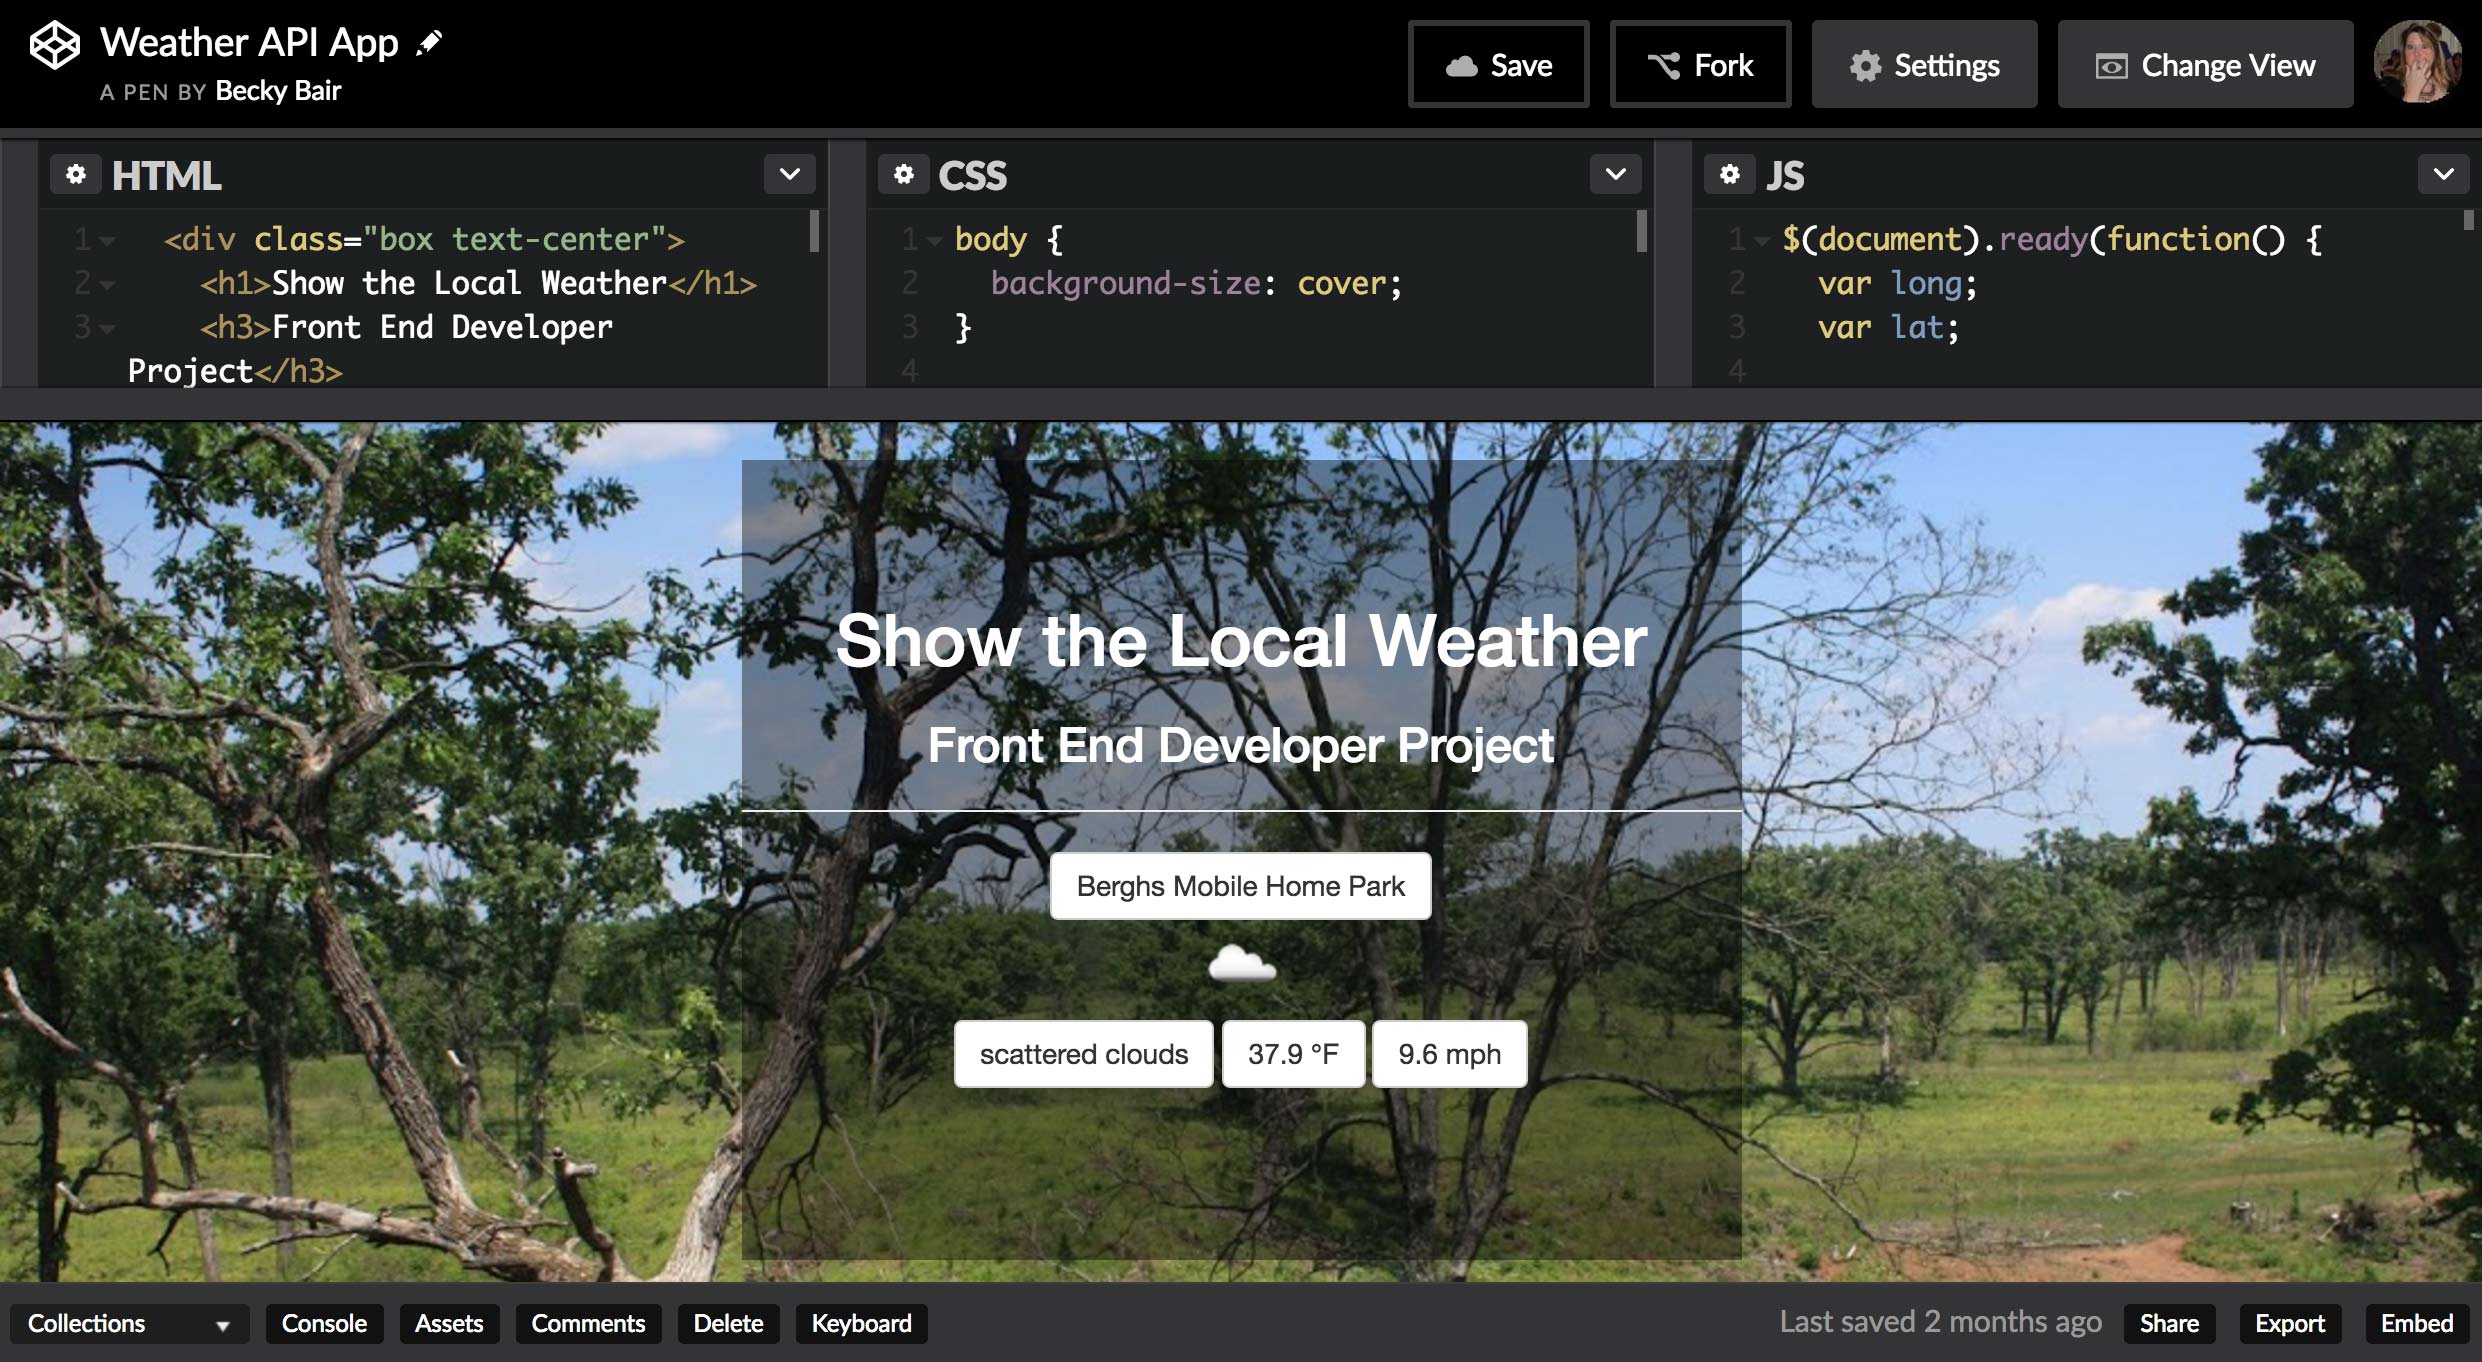 Weather API App
A PEN BY Becky Bair
Save
Fork
Settings
Change View
HTML
1 <div class="box text-center">
2 <h1>Show the Local Weather</h1>
3 <h3>Front End Developer
Project</h3>
CSS
1 body {
2 background-size: cover;
3 }
4
JS
1 $(document).ready(function() {
2 var long;
3 var lat;
4
Show the Local Weather
Front End Developer Project
Berghs Mobile Home Park
scattered clouds
37.9 °F
9.6 mph
Collections
Console
Assets
Comments
Delete
Keyboard
Last saved 2 months ago
Share
Export
Embed